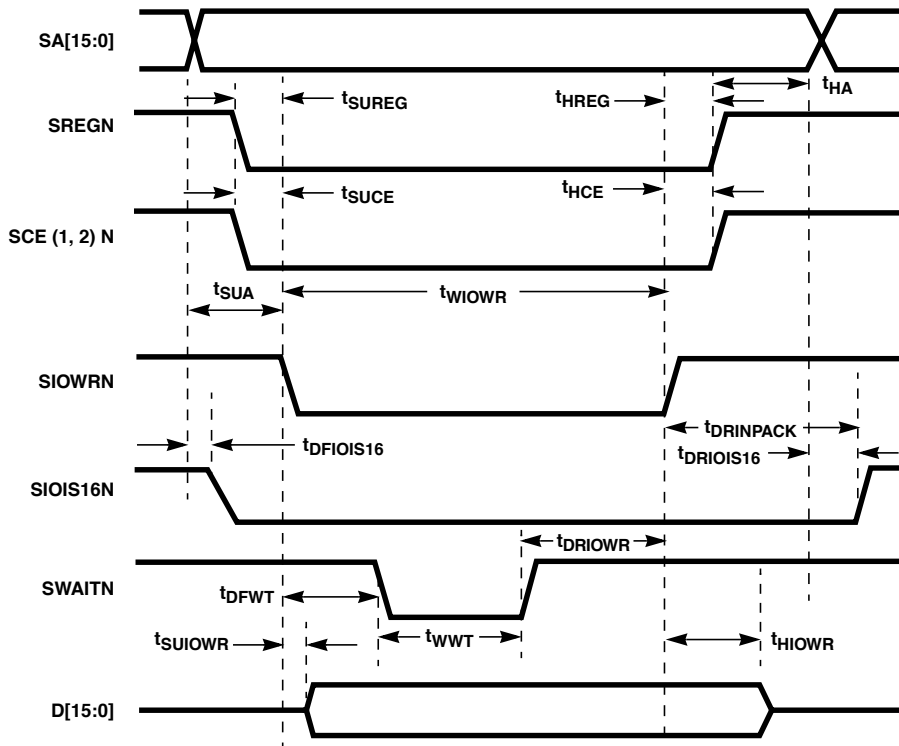 SA[15:0]
tHA
tSUREG
tHREG
SREGN
tSUCE
tHCE
SCE (1, 2) N
tSUA
tWIOWR
SIOWRN
tDRINPACK
tDFIOIS16
tDRIOIS16
SIOIS16N
tDRIOWR
SWAITN
tDFWT
tSUIOWR
tWWT
tHIOWR
D[15:0]